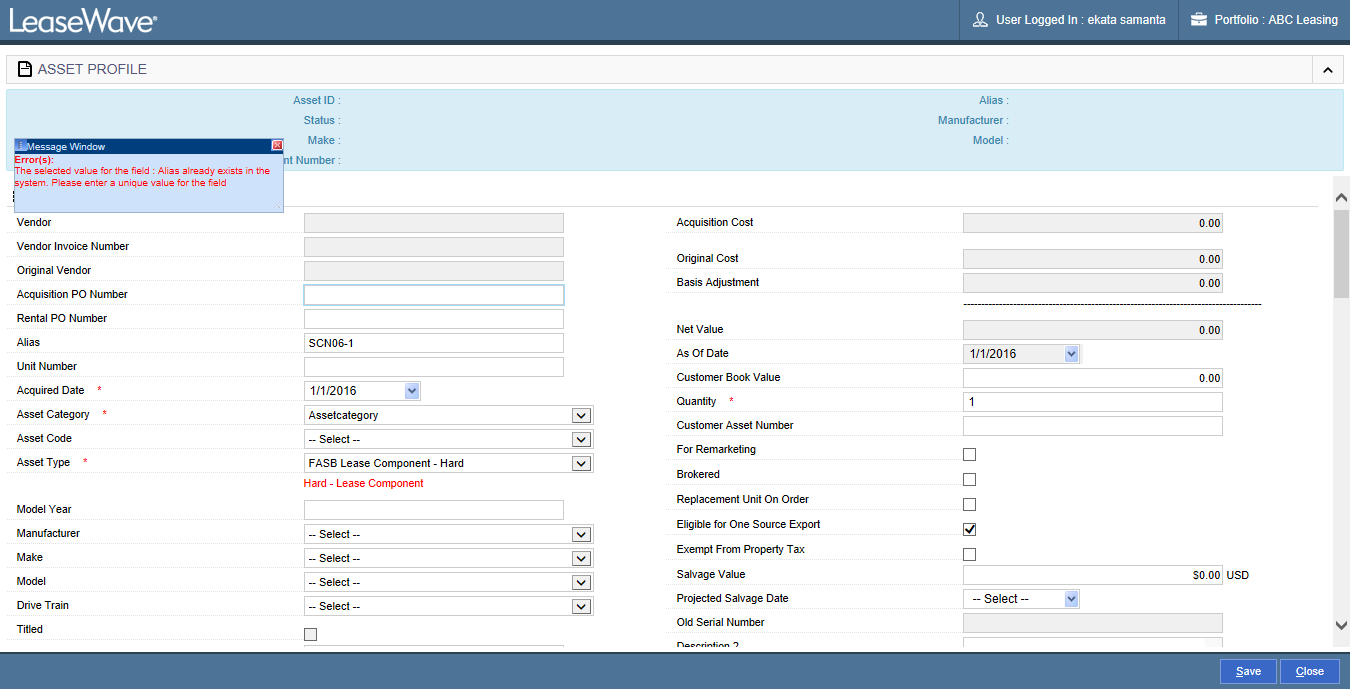 LeaseWave®
User Logged In : ekata samanta
Portfolio : ABC Leasing
ASSET PROFILE
Asset ID :
Alias :
Status :
Manufacturer :
Make :
Model :
nt Number :
Message Window
Error(s):
The selected value for the field : Alias already exists in the
system. Please enter a unique value for the field
Vendor
Vendor Invoice Number
Original Vendor
Acquisition PO Number
Rental PO Number
Alias SCN06-1
Unit Number
Acquired Date * 1/1/2016
Asset Category * Assetcategory
Asset Code -- Select --
Asset Type * FASB Lease Component - Hard
Hard - Lease Component
Model Year
Manufacturer -- Select --
Make -- Select --
Model -- Select --
Drive Train -- Select --
Titled
Acquisition Cost 0.00
Original Cost 0.00
Basis Adjustment 0.00
Net Value 0.00
As Of Date 1/1/2016
Customer Book Value 0.00
Quantity * 1
Customer Asset Number
For Remarketing
Brokered
Replacement Unit On Order
Eligible for One Source Export
Exempt From Property Tax
Salvage Value $0.00 USD
Projected Salvage Date -- Select --
Old Serial Number
Description 2
Save
Close